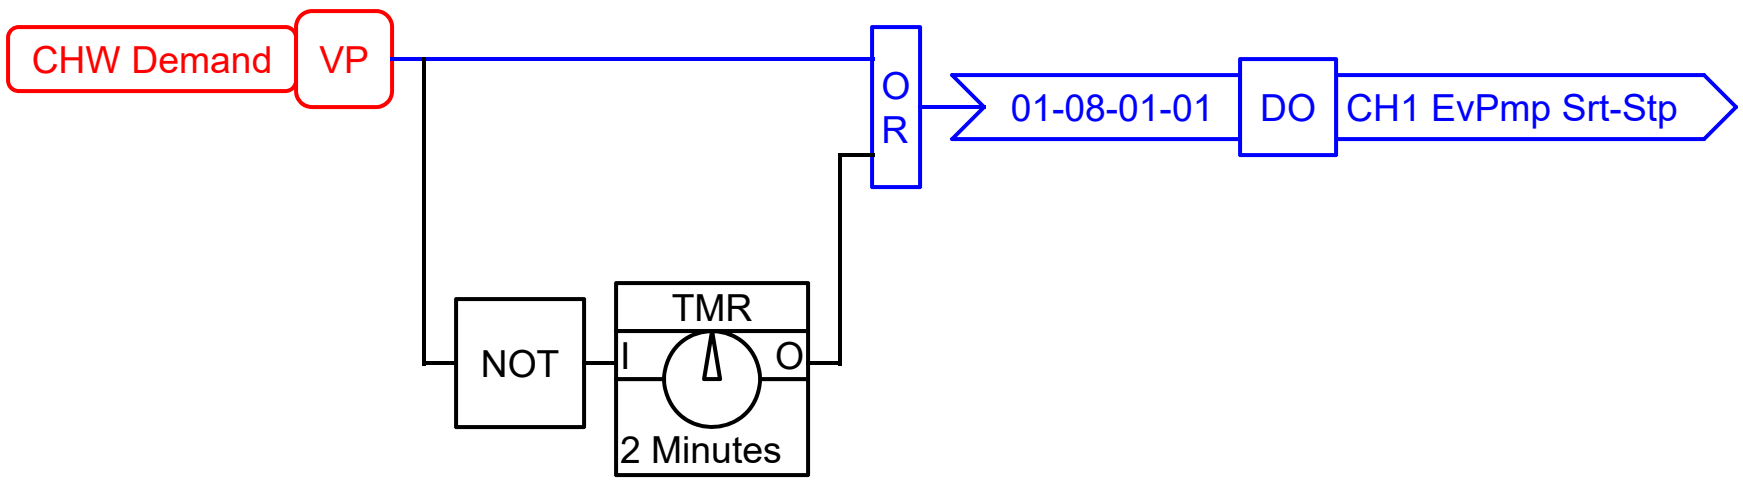 CHW Demand
VP
O
R
01-08-01-01
DO
CH1 EvPmp Srt-Stp
NOT
TMR
I
O
2 Minutes